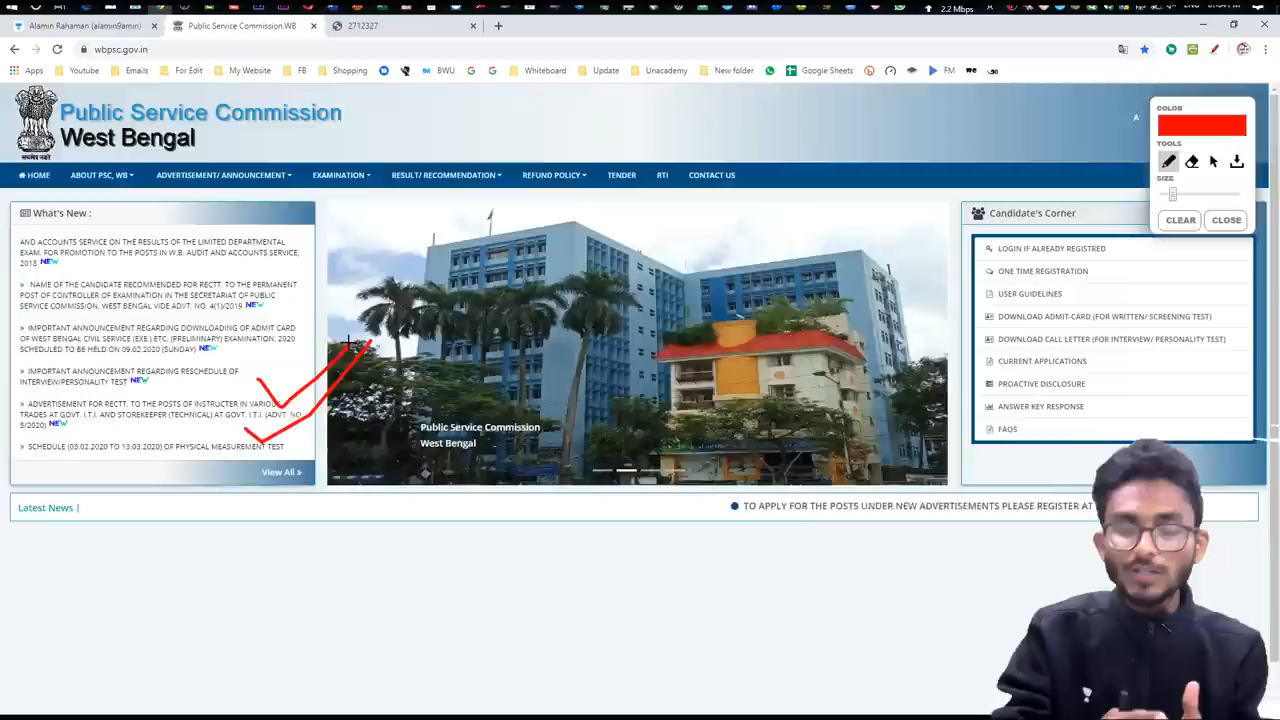 Alamin Rahaman (alamin9amin)
Public Service Commission,WB
2712327
2.2 Mbps
wbpsc.gov.in
Apps
Youtube
Emails
For Edit
My Website
FB
Shopping
BWU
Whiteboard
Update
Unacademy
New folder
Google Sheets
FM
Public Service Commission
West Bengal
सत्यमेव जयते
A
HOME
ABOUT PSC, WB
ADVERTISEMENT/ ANNOUNCEMENT
EXAMINATION
RESULT/ RECOMMENDATION
REFUND POLICY
TENDER
RTI
CONTACT US
COLOR
TOOLS
SIZE
CLEAR
CLOSE
What's New :
AND ACCOUNTS SERVICE ON THE RESULTS OF THE LIMITED DEPARTMENTAL
EXAM. FOR PROMOTION TO THE POSTS IN W.B. AUDIT AND ACCOUNTS SERVICE,
2018 NEW
» NAME OF THE CANDIDATE RECOMMENDED FOR RECTT. TO THE PERMANENT
POST OF CONTROLLER OF EXAMINATION IN THE SECRETARIAT OF PUBLIC
SERVICE COMMISSION, WEST BENGAL VIDE ADVT. NO. 4(1)/2019 NEW
» IMPORTANT ANNOUNCEMENT REGARDING DOWNLOADING OF ADMIT CARD
OF WEST BENGAL CIVIL SERVICE (EXE.) ETC. (PRELIMINARY) EXAMINATION, 2020
SCHEDULED TO BE HELD ON 09.02.2020 (SUNDAY) NEW
» IMPORTANT ANNOUNCEMENT REGARDING RESCHEDULE OF
INTERVIEW/PERSONALITY TEST NEW
» ADVERTISEMENT FOR RECTT. TO THE POSTS OF INSTRUCTER IN VARIOUS
TRADES AT GOVT. I.T.I. AND STOREKEEPER (TECHNICAL) AT GOVT. I.T.I. (ADVT. NO.
5/2020) NEW
» SCHEDULE (03.02.2020 TO 13.03.2020) OF PHYSICAL MEASUREMENT TEST
View All »
Public Service Commission
West Bengal
Candidate's Corner
LOGIN IF ALREADY REGISTRED
ONE TIME REGISTRATION
USER GUIDELINES
DOWNLOAD ADMIT-CARD (FOR WRITTEN/ SCREENING TEST)
DOWNLOAD CALL LETTER (FOR INTERVIEW/ PERSONALITY TEST)
CURRENT APPLICATIONS
PROACTIVE DISCLOSURE
ANSWER KEY RESPONSE
FAQS
Latest News |
TO APPLY FOR THE POSTS UNDER NEW ADVERTISEMENTS PLEASE REGISTER AT